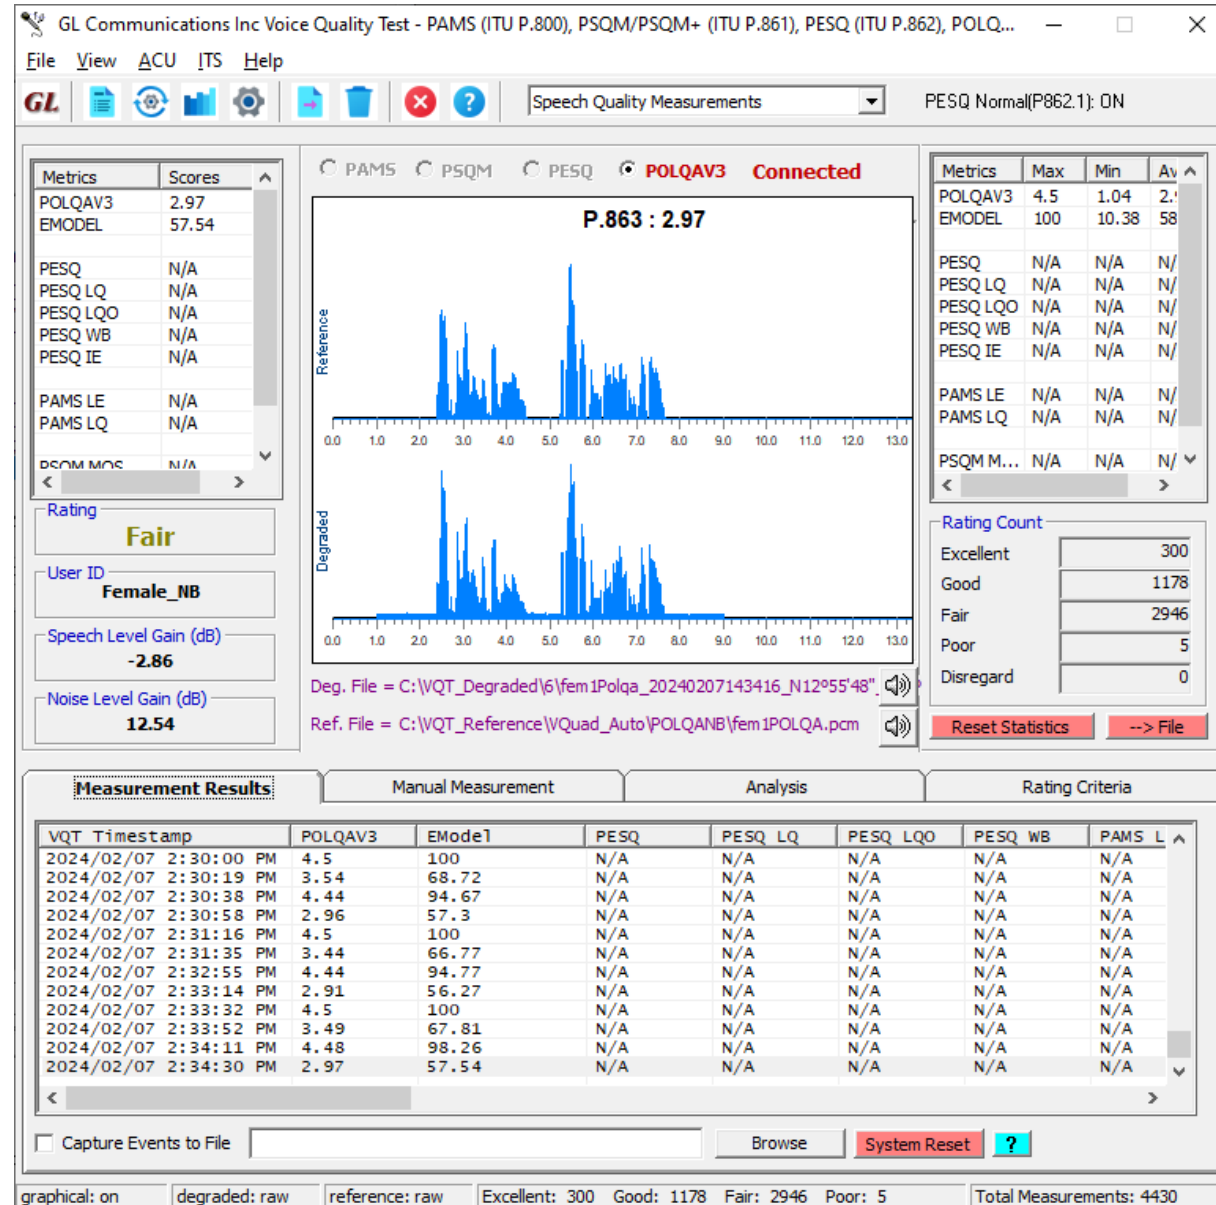 GL Communications Inc Voice Quality Test - PAMS (ITU P.800), PSQM/PSQM+ (ITU P.861), PESQ (ITU P.862), POLQ...
File View ACU ITS Help
GL Speech Quality Measurements PESQ Normal(P862.1): ON
Metrics Scores
POLQAV3 2.97
EMODEL 57.54
PESQ N/A
PESQ LQ N/A
PESQ LQO N/A
PESQ WB N/A
PESQ IE N/A
PAMS LE N/A
PAMS LQ N/A
PSQM MOS N/A
Rating
Fair
User ID
Female_NB
Speech Level Gain (dB)
-2.86
Noise Level Gain (dB)
12.54
PAMS PSQM PESQ POLQAV3 Connected
P.863 : 2.97
Reference
0.0 1.0 2.0 3.0 4.0 5.0 6.0 7.0 8.0 9.0 10.0 11.0 12.0 13.0
Degraded
0.0 1.0 2.0 3.0 4.0 5.0 6.0 7.0 8.0 9.0 10.0 11.0 12.0 13.0
Deg. File = C:\VQT_Degraded\6\fem1Polqa_20240207143416_N12º55'48"_
Ref. File = C:\VQT_Reference\VQuad_Auto\POLQANB\fem1POLQA.pcm
Metrics Max Min Av
POLQAV3 4.5 1.04 2.
EMODEL 100 10.38 58
PESQ N/A N/A N/
PESQ LQ N/A N/A N/
PESQ LQO N/A N/A N/
PESQ WB N/A N/A N/
PESQ IE N/A N/A N/
PAMS LE N/A N/A N/
PAMS LQ N/A N/A N/
PSQM M... N/A N/A N/
Rating Count
Excellent 300
Good 1178
Fair 2946
Poor 5
Disregard 0
Reset Statistics --> File
Measurement Results Manual Measurement Analysis Rating Criteria
VQT Timestamp POLQAV3 EModel PESQ PESQ LQ PESQ LQO PESQ WB PAMS L
2024/02/07 2:30:00 PM 4.5 100 N/A N/A N/A N/A N/A
2024/02/07 2:30:19 PM 3.54 68.72 N/A N/A N/A N/A N/A
2024/02/07 2:30:38 PM 4.44 94.67 N/A N/A N/A N/A N/A
2024/02/07 2:30:58 PM 2.96 57.3 N/A N/A N/A N/A N/A
2024/02/07 2:31:16 PM 4.5 100 N/A N/A N/A N/A N/A
2024/02/07 2:31:35 PM 3.44 66.77 N/A N/A N/A N/A N/A
2024/02/07 2:32:55 PM 4.44 94.77 N/A N/A N/A N/A N/A
2024/02/07 2:33:14 PM 2.91 56.27 N/A N/A N/A N/A N/A
2024/02/07 2:33:32 PM 4.5 100 N/A N/A N/A N/A N/A
2024/02/07 2:33:52 PM 3.49 67.81 N/A N/A N/A N/A N/A
2024/02/07 2:34:11 PM 4.48 98.26 N/A N/A N/A N/A N/A
2024/02/07 2:34:30 PM 2.97 57.54 N/A N/A N/A N/A N/A
Capture Events to File Browse System Reset ?
graphical: on degraded: raw reference: raw Excellent: 300 Good: 1178 Fair: 2946 Poor: 5 Total Measurements: 4430